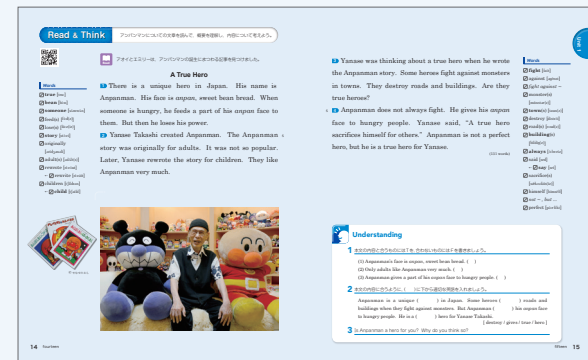 Read & Think
アンパンマンについての文章を読んで, 概要を理解し, 内容について考えよう。
アオイとエミリーは, アンパンマンの誕生にまつわる記事を見つけました。
A True Hero
1 There is a unique hero in Japan. His name is
Anpanman. His face is anpan, sweet bean bread. When
someone is hungry, he feeds a part of his anpan face to
them. But then he loses his power.
2 Yanase Takashi created Anpanman. The Anpanman 5
story was originally for adults. It was not so popular.
Later, Yanase rewrote the story for children. They like
Anpanman very much.
Words
true
bean
someone
feed(s)
lose(s)
story
originally
adult(s)
rewrote
← rewrite
children
← child
14 fourteen
3 Yanase was thinking about a true hero when he wrote
the Anpanman story. Some heroes fight against monsters
in towns. They destroy roads and buildings. Are they
true heroes?
5 4 Anpanman does not always fight. He gives his anpan
face to hungry people. Yanase said, "A true hero
sacrifices himself for others." Anpanman is not a perfect
hero, but he is a true hero for Yanase.
Unit 1
Words
fight
against
fight against ~
monster(s)
town(s)
destroy
road(s)
building(s)
always
said
← say
sacrifice(s)
himself
not ~, but ...
perfect
Understanding
1 本文の内容と合うものにはTを, 合わないものにはFを書きましょう。
(1) Anpanman's face is anpan, sweet bean bread. ( )
(2) Only adults like Anpanman very much. ( )
(3) Anpanman gives a part of his anpan face to hungry people. ( )
2 本文の内容に合うように, ( )に下から適切な英語を入れましょう。
Anpanman is a unique ( ) in Japan. Some heroes ( ) roads and
buildings when they fight against monsters. But Anpanman ( ) his anpan face
to hungry people. He is a ( ) hero for Yanase Takashi.
[ destroy / gives / true / hero ]
3 Is Anpanman a hero for you? Why do you think so?
fifteen 15